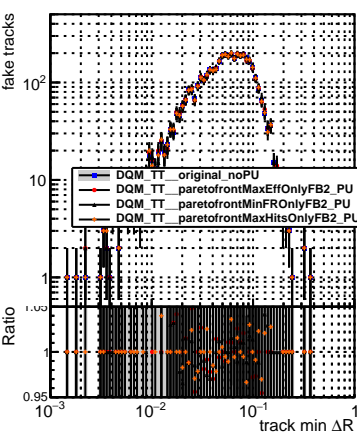 fake tracks
10²
10
1
DQM_TT__original_noPU
DQM_TT__paretofrontMaxEffOnlyFB2_PU
DQM_TT__paretofrontMinFROnlyFB2_PU
DQM_TT__paretofrontMaxHitsOnlyFB2_PU
Ratio
1.05
1
0.95
10⁻³ 10⁻² 10⁻¹ 1
track min ΔR